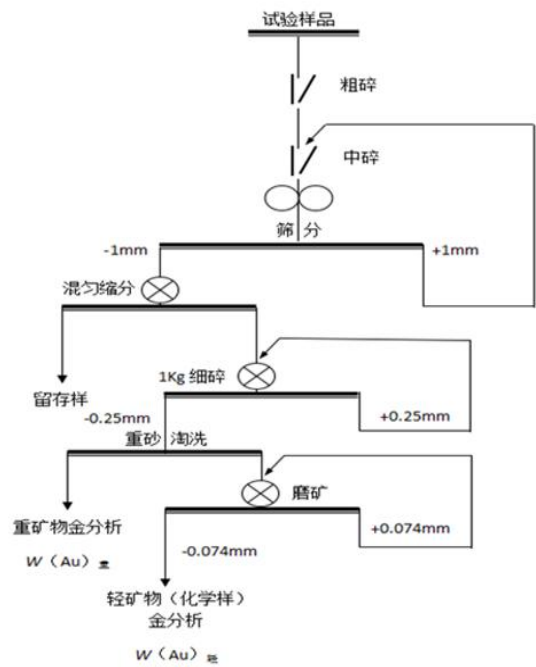 试验样品
粗碎
中碎
筛 分
-1mm
+1mm
混匀缩分
1Kg 细碎
留存样
-0.25mm
+0.25mm
重砂 淘洗
磨矿
重矿物金分析
+0.074mm
W（Au）重
-0.074mm
轻矿物（化学样）
金分析
W（Au）轻